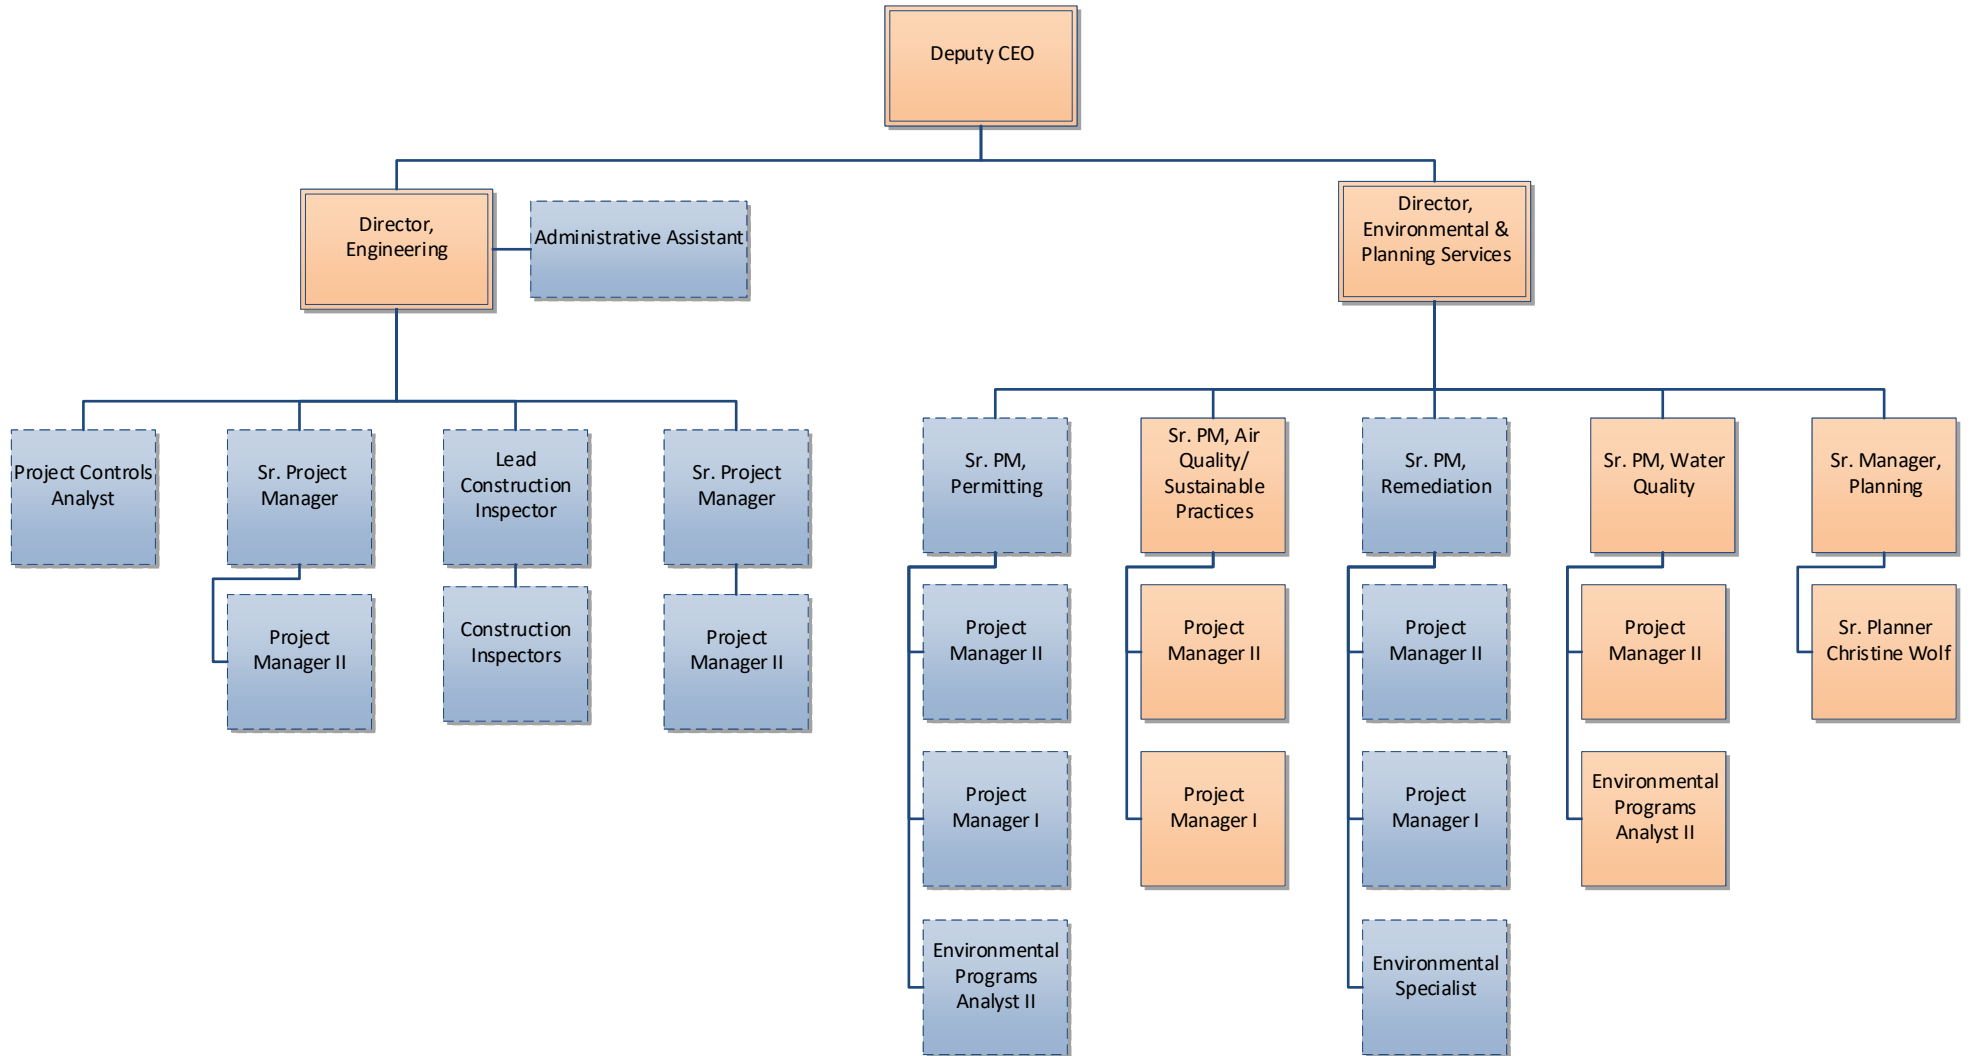 Deputy CEO
Director,
Engineering
Administrative Assistant
Director,
Environmental &
Planning Services
Project Controls
Analyst
Sr. Project
Manager
Lead
Construction
Inspector
Sr. Project
Manager
Sr. PM,
Permitting
Sr. PM, Air
Quality/
Sustainable
Practices
Sr. PM,
Remediation
Sr. PM, Water
Quality
Sr. Manager,
Planning
Project
Manager II
Construction
Inspectors
Project
Manager II
Project
Manager II
Project
Manager II
Project
Manager II
Project
Manager II
Sr. Planner
Christine Wolf
Project
Manager I
Project
Manager I
Project
Manager I
Environmental
Programs
Analyst II
Environmental
Programs
Analyst II
Environmental
Specialist